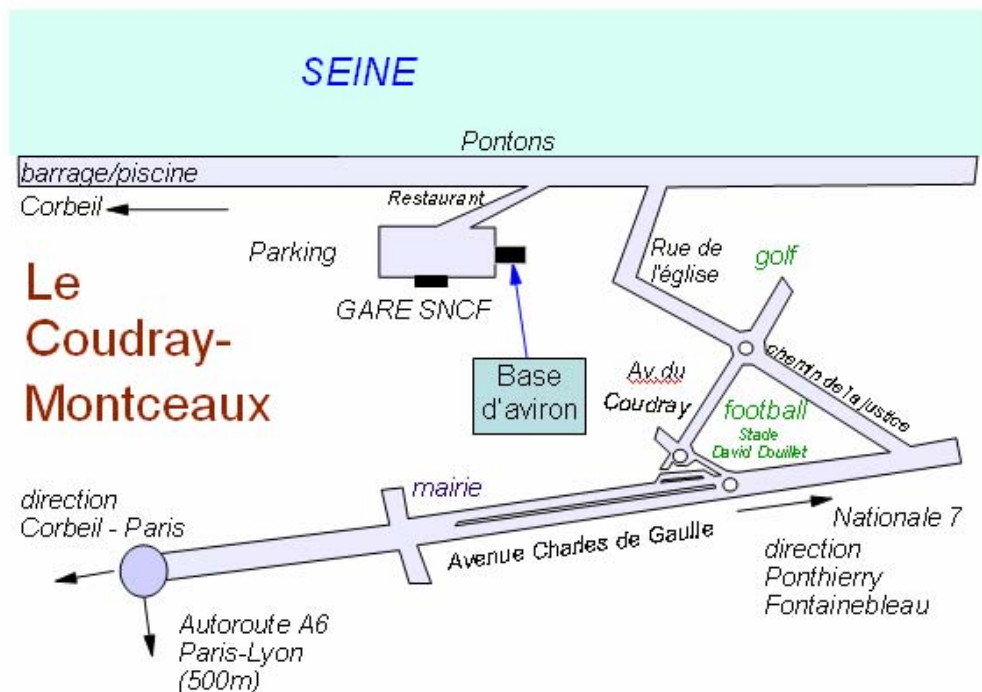 SEINE
Pontons
barrage/piscine
Corbeil
Restaurant
Parking
GARE SNCF
Rue de
l'église
golf
Le
Coudray-
Montceaux
Base
d'aviron
Av.du
Coudray
chemin de la justice
football
Stade
David Douillet
mairie
direction
Corbeil - Paris
Avenue Charles de Gaulle
Nationale 7
direction
Ponthierry
Fontainebleau
Autoroute A6
Paris-Lyon
(500m)